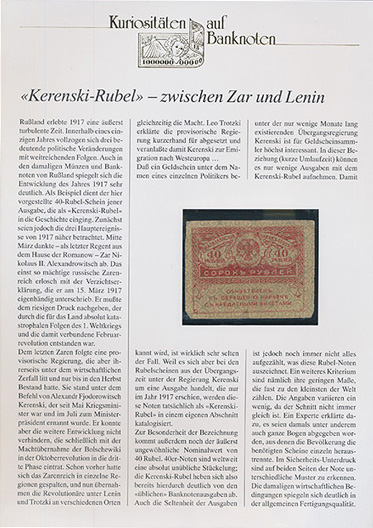 Kuriositäten auf
Banknoten
1000000
«Kerenski-Rubel» – zwischen Zar und Lenin
Rußland erlebte 1917 eine äußerst
turbulente Zeit. Innerhalb eines ein-
zigen Jahres vollzogen sich drei be-
deutende politische Veränderungen
mit weitreichenden Folgen. Auch in
den damaligen Münzen und Bank-
noten von Rußland spiegelt sich die
Entwicklung des Jahres 1917 sehr
deutlich. Als Beispiel dient der hier
vorgestellte 40-Rubel-Schein jener
Ausgabe, die als «Kerenski-Rubel»
in die Geschichte einging. Zunächst
seien jedoch die drei Hauptereignis-
se von 1917 näher betrachtet. Mitte
März dankte – als letzter Regent aus
dem Hause der Romanow – Zar Ni-
kolaus II. Alexandrowitsch ab. Das
einst so mächtige russische Zaren-
reich erlosch mit der Verzichtser-
klärung, die er am 15. März 1917
eigenhändig unterschrieb. Er mußte
dem riesigen Druck nachgeben, der
durch die für das Land absolut kata-
strophalen Folgen des 1. Weltkriegs
und die damit verbundene Februar-
revolution entstanden war.
Dem letzten Zaren folgte eine pro-
visorische Regierung, die aber ih-
rerseits unter dem wirtschaftlichen
Zerfall litt und nur bis in den Herbst
Bestand hatte. Sie stand unter dem
Befehl von Alexandr Fjodorowitsch
Kerenski, der seit Mai Kriegsminis-
ter war und im Juli zum Minister-
präsident ernannt wurde. Er konnte
aber die weitere Entwicklung nicht
verhindern, die schließlich mit der
Machtübernahme der Bolschewiki
in der Oktoberrevolution in die drit-
te Phase eintrat. Schon vorher hatte
sich das Zarenreich in einzelne Re-
gionen gespalten, und nun übernah-
men die Revolutionäre unter Lenin
und Trotzki an verschiedenen Orten
gleichzeitig die Macht. Leo Trotzki
erklärte die provisorische Regie-
rung kurzerhand für abgesetzt und
veranlaßte damit Kerenski zur Emi-
gration nach Westeuropa …
Daß ein Geldschein unter dem Na-
men eines einzelnen Politikers be-
kannt wird, ist wirklich sehr selten
der Fall. Weil es sich aber bei den
Rubelscheinen aus der Übergangs-
zeit unter der Regierung Kerenski
um eine Ausgabe handelt, die nur
im Jahr 1917 erschien, werden die-
se Noten tatsächlich als «Kerenski-
Rubel» in einem eigenen Abschnitt
katalogisiert.
Zur Besonderheit der Bezeichnung
kommt außerdem noch der äußerst
ungewöhnliche Nominalwert von
40 Rubel. 40er-Noten sind weltweit
eine absolut unübliche Stückelung;
die Kerenski-Rubel heben sich also
bereits hierdurch deutlich von den
«üblichen» Banknotenausgaben ab.
Auch die Seltenheit der Ausgaben
unter der nur wenige Monate lang
existierenden Übergangsregierung
Kerenski ist für Geldscheinsamm-
ler höchst interessant. In dieser Be-
ziehung (kurze Umlaufzeit) können
es nur wenige Ausgaben mit dem
Kerenski-Rubel aufnehmen. Damit
ist jedoch noch immer nicht alles
aufgezählt, was diese Rubel-Noten
auszeichnet. Ein weiteres Kriterium
sind nämlich ihre geringen Maße,
die fast zu den kleinsten der Welt
zählen. Die Angaben variieren ein
wenig, da der Schnitt nicht immer
gleich ist. Ein Experte erklärte da-
zu, es seien damals unter anderem
auch ganze Bogen abgegeben wor-
den, aus denen die Bevölkerung die
benötigten Scheine einzeln heraus-
trennte. Im Sicherheits-Unterdruck
sind auf beiden Seiten der Note un-
terschiedliche Muster zu erkennen.
Die damaligen wirtschaftlichen Be-
dingungen spiegeln sich deutlich in
der allgemeinen Fertigungsqualität.
40
40
СОРОКЪ РУБЛЕЙ